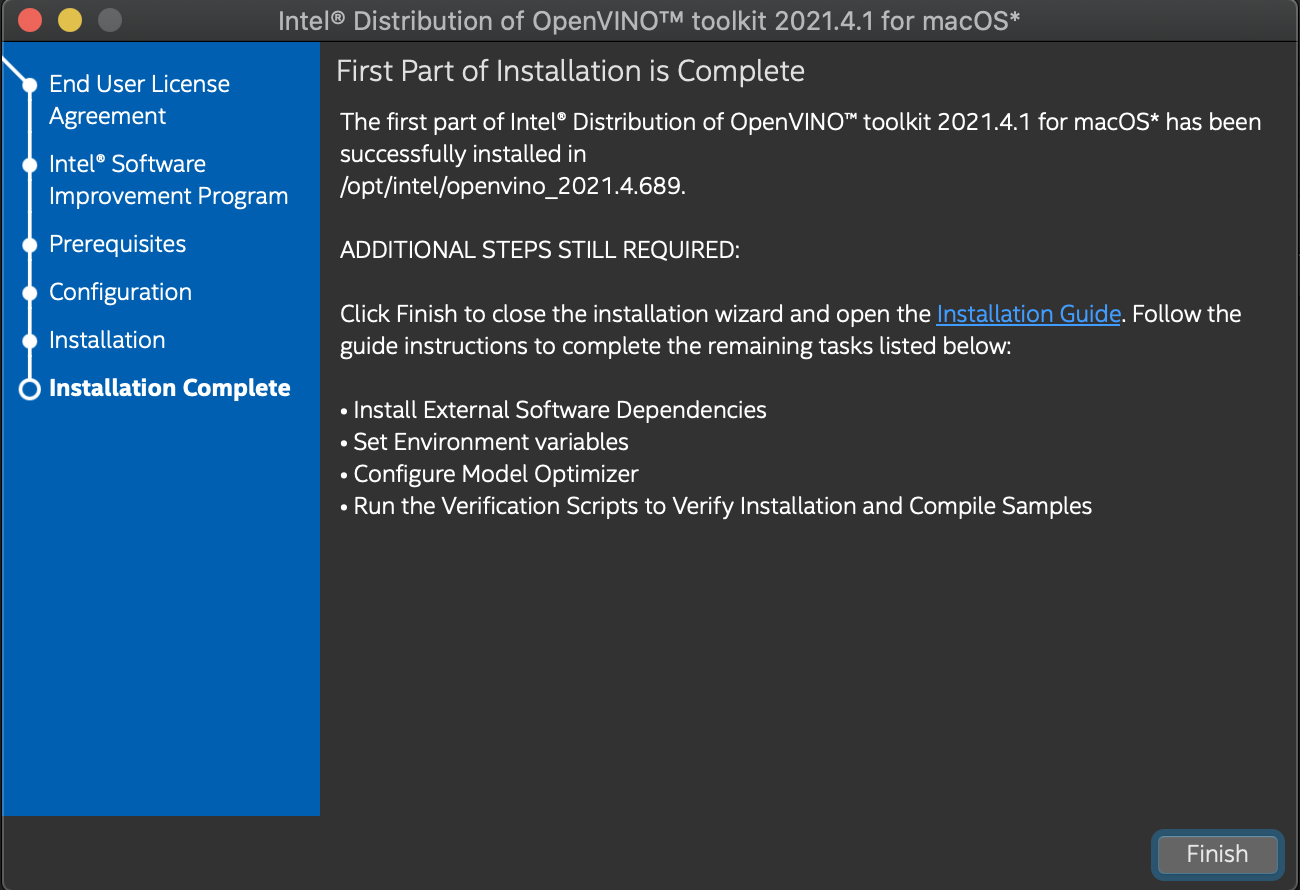 Intel® Distribution of OpenVINO™ toolkit 2021.4.1 for macOS*
End User License
Agreement
Intel® Software
Improvement Program
Prerequisites
Configuration
Installation
Installation Complete
First Part of Installation is Complete
The first part of Intel® Distribution of OpenVINO™ toolkit 2021.4.1 for macOS* has been
successfully installed in
/opt/intel/openvino_2021.4.689.
ADDITIONAL STEPS STILL REQUIRED:
Click Finish to close the installation wizard and open the Installation Guide. Follow the
guide instructions to complete the remaining tasks listed below:
• Install External Software Dependencies
• Set Environment variables
• Configure Model Optimizer
• Run the Verification Scripts to Verify Installation and Compile Samples
Finish